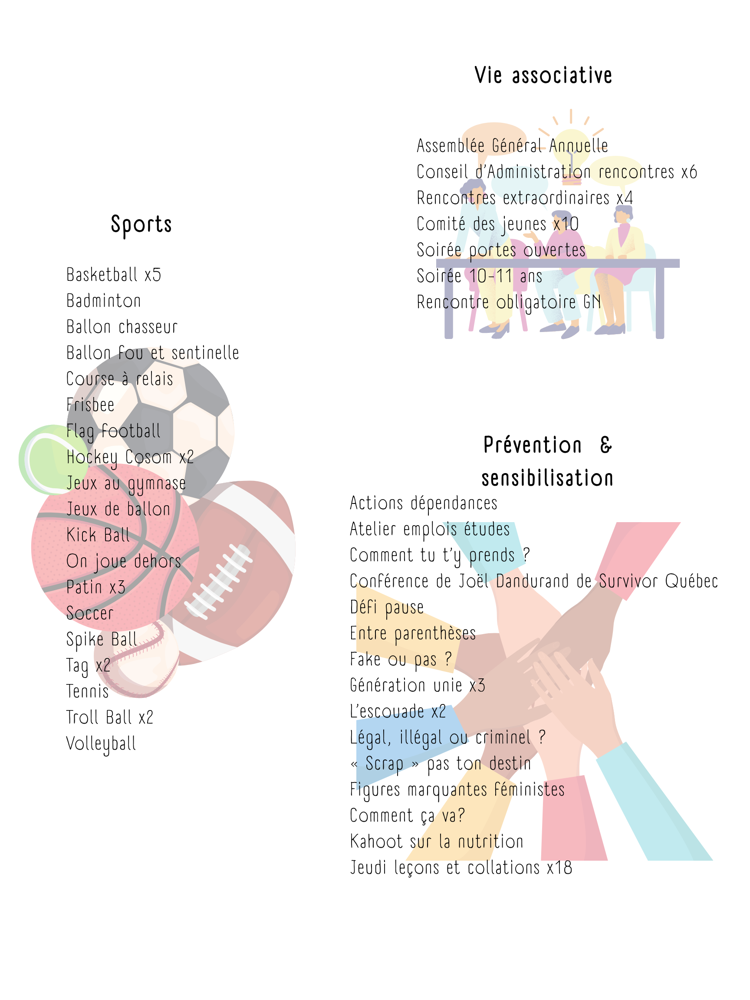 Vie associative
Assemblée Général Annuelle
Conseil d'Administration rencontres x6
Rencontres extraordinaires x4
Comité des jeunes x10
Soirée portes ouvertes
Soirée 10-11 ans
Rencontre obligatoire GN
Sports
Basketball x5
Badminton
Ballon chasseur
Ballon fou et sentinelle
Course à relais
Frisbee
Flag football
Hockey Cosom x2
Jeux au gymnase
Jeux de ballon
Kick Ball
On joue dehors
Patin x3
Soccer
Spike Ball
Tag x2
Tennis
Troll Ball x2
Volleyball
Prévention &
sensibilisation
Actions dépendances
Atelier emplois études
Comment tu t'y prends ?
Conférence de Joël Dandurand de Survivor Québec
Défi pause
Entre parenthèses
Fake ou pas ?
Génération unie x3
L'escouade x2
Légal, illégal ou criminel ?
« Scrap » pas ton destin
Figures marquantes féministes
Comment ça va?
Kahoot sur la nutrition
Jeudi leçons et collations x18